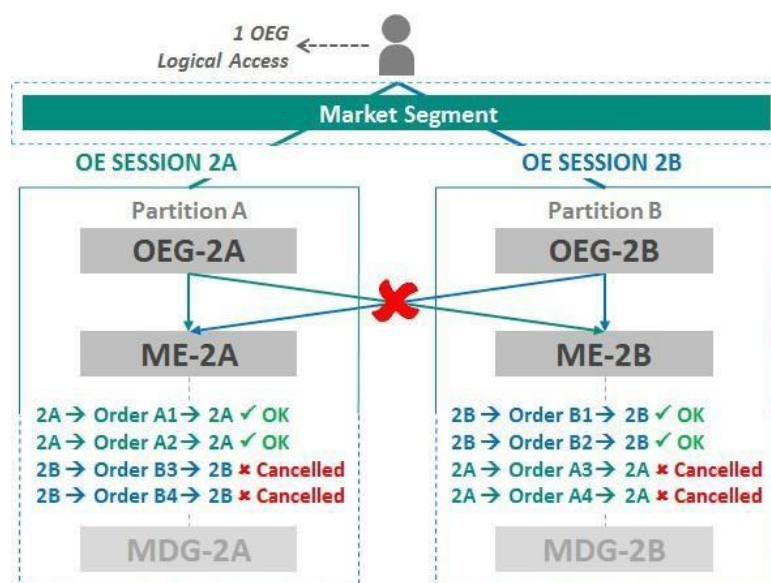 1 OEG
Logical Access
Market Segment
OE SESSION 2A
OE SESSION 2B
Partition A
OEG-2A
ME-2A
2A → Order A1 → 2A ✓ OK
2A → Order A2 → 2A ✓ OK
2B → Order B3 → 2B ✘ Cancelled
2B → Order B4 → 2B ✘ Cancelled
MDG-2A
Partition B
OEG-2B
ME-2B
2B → Order B1 → 2B ✓ OK
2B → Order B2 → 2B ✓ OK
2A → Order A3 → 2A ✘ Cancelled
2A → Order A4 → 2A ✘ Cancelled
MDG-2B